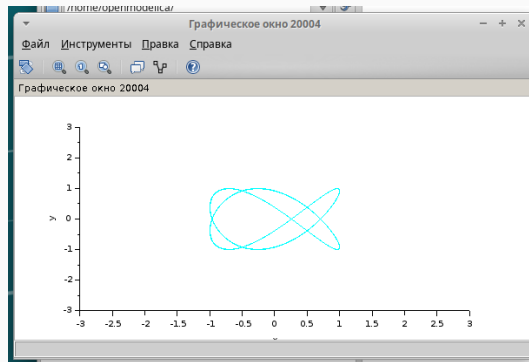 /home/openmodelica/
Графическое окно 20004
Файл Инструменты Правка Справка
Графическое окно 20004
3
2
1
y 0
-1
-2
-3
-3 -2.5 -2 -1.5 -1 -0.5 0 0.5 1 1.5 2 2.5 3